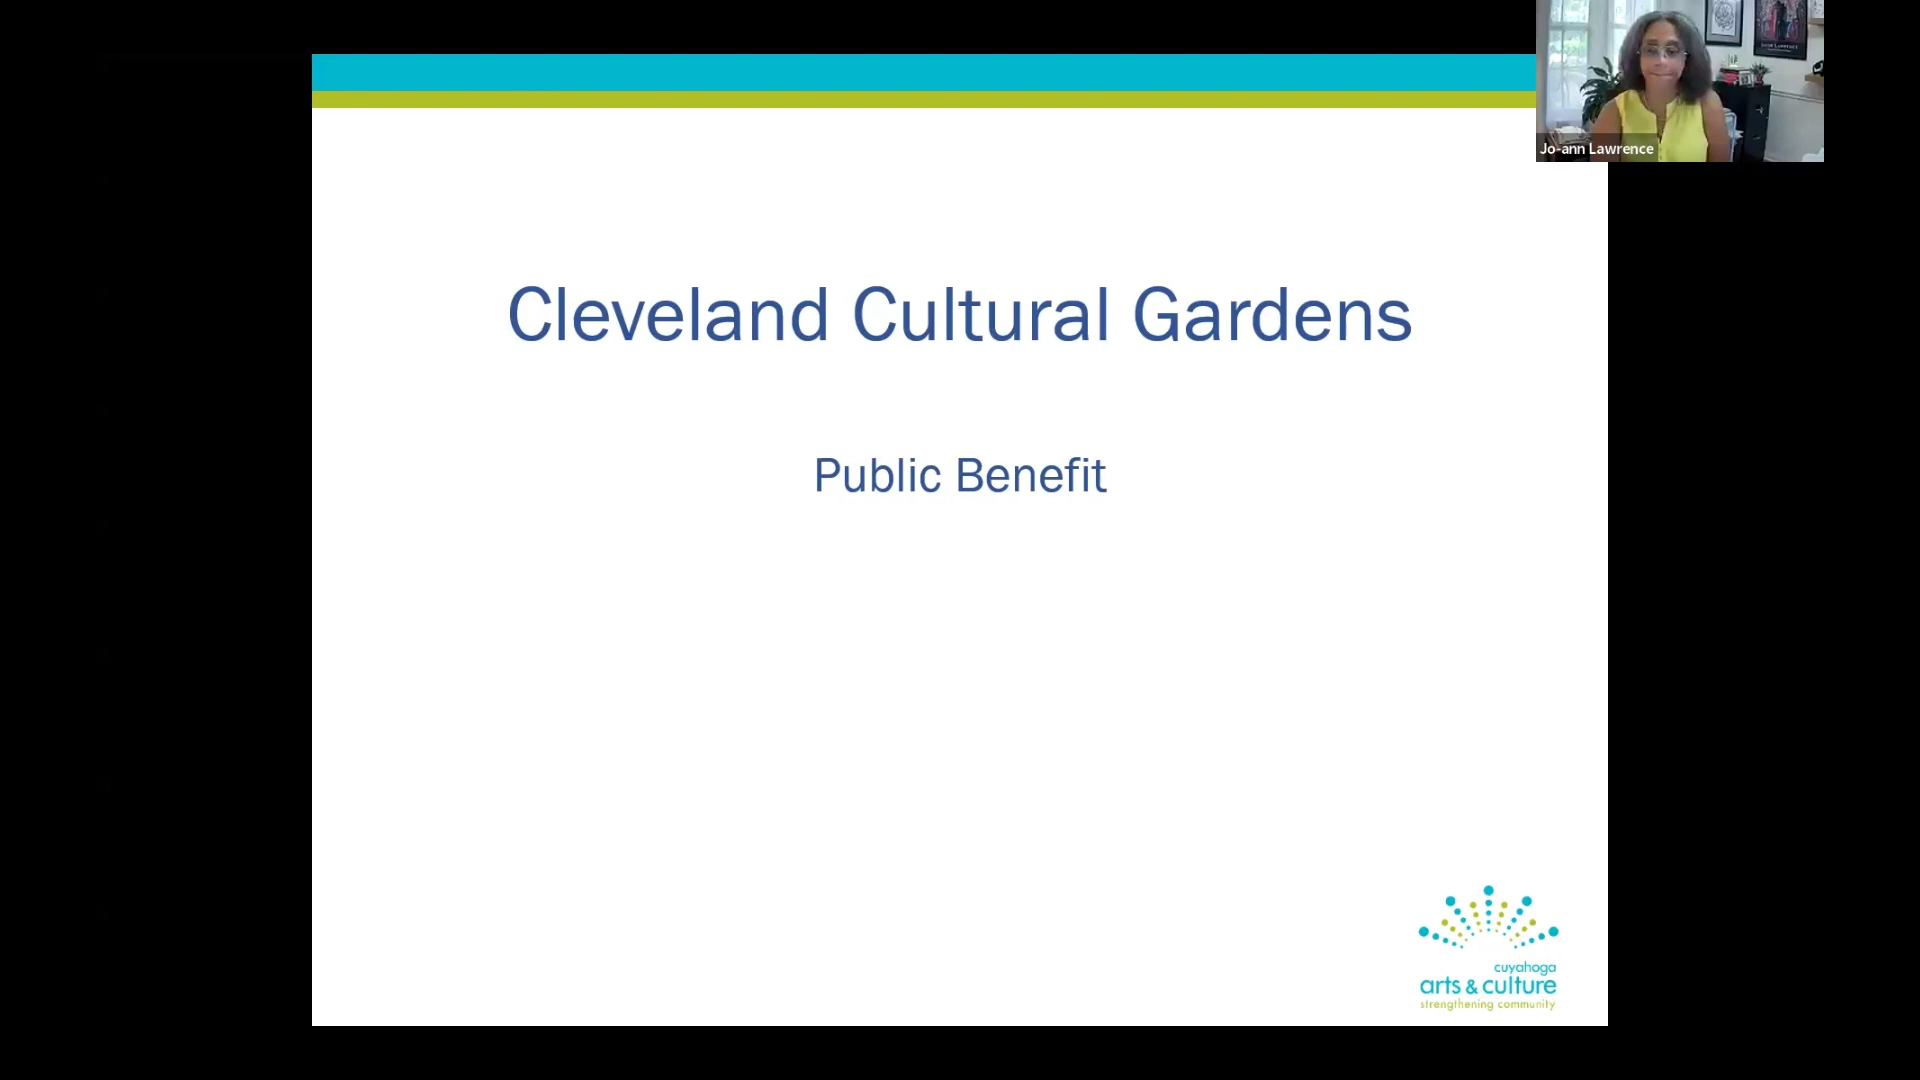 Jo-ann Lawrence
Cleveland Cultural Gardens
Public Benefit
cuyahoga
arts & culture
strengthening community